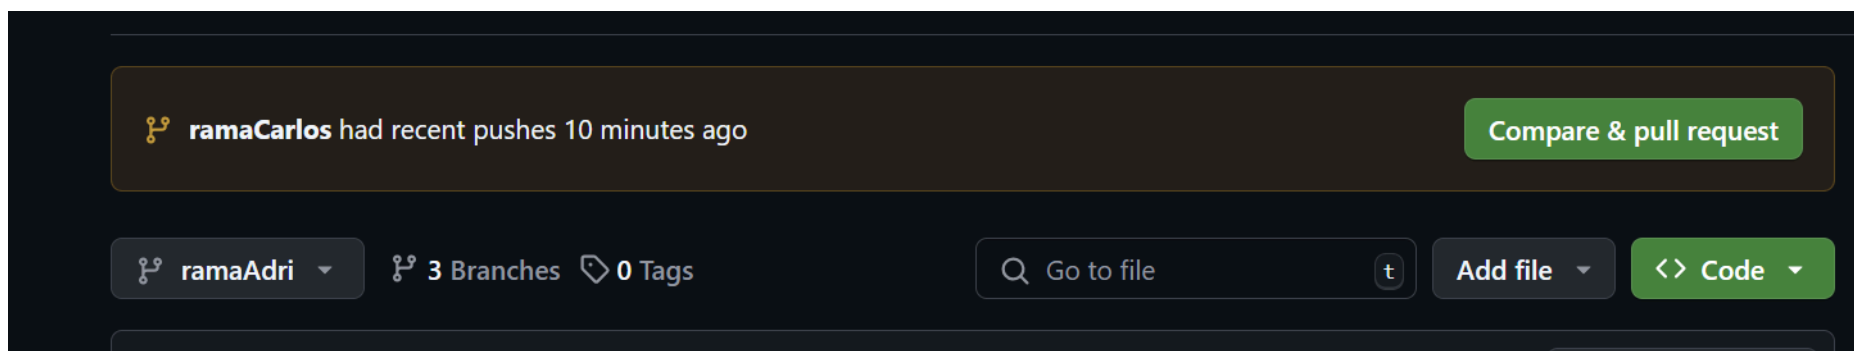 ramaCarlos had recent pushes 10 minutes ago
Compare & pull request
ramaAdri
3 Branches
0 Tags
Go to file
t
Add file
<> Code